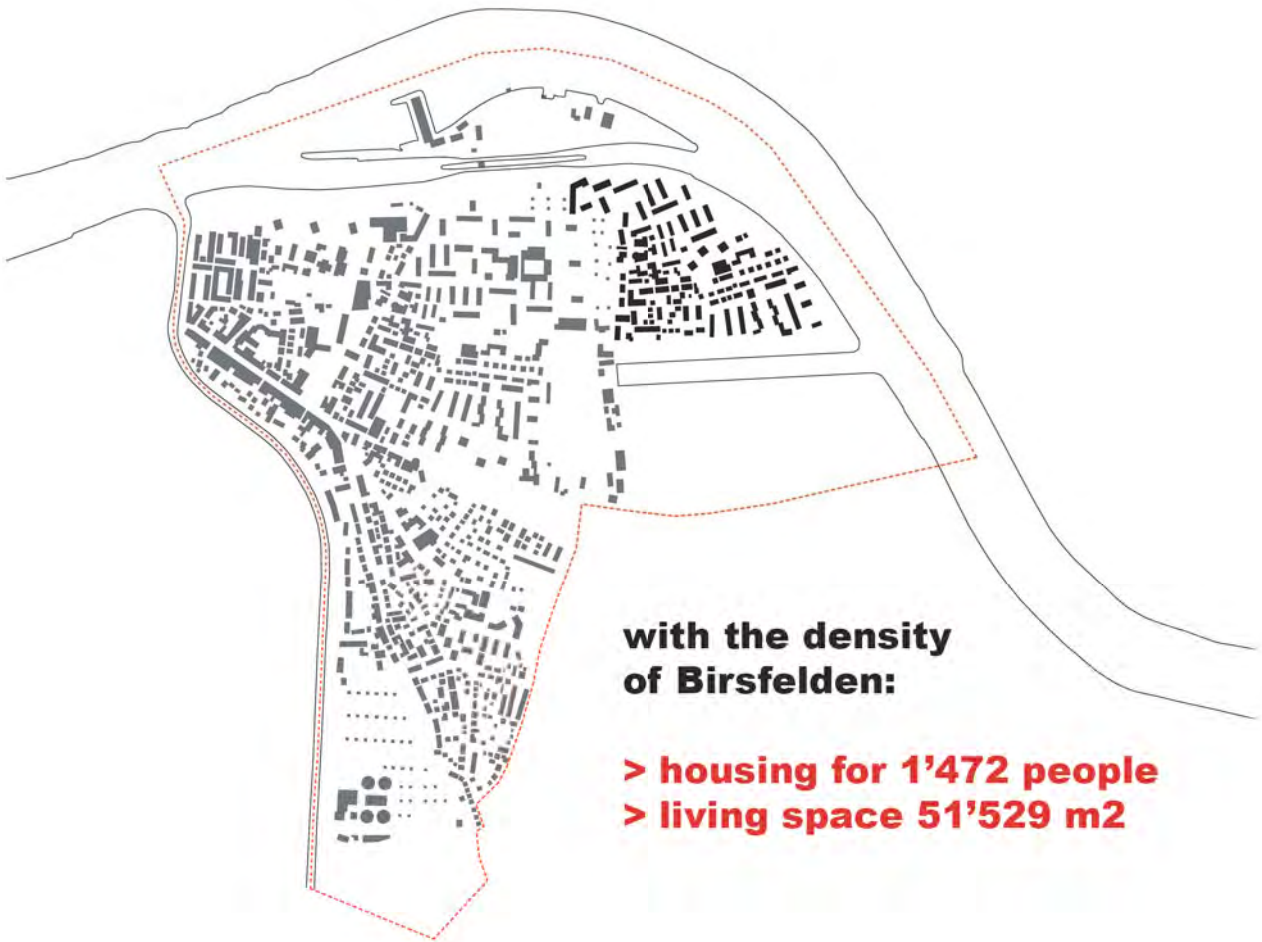 with the density
of Birsfelden:
> housing for 1’472 people
> living space 51’529 m2